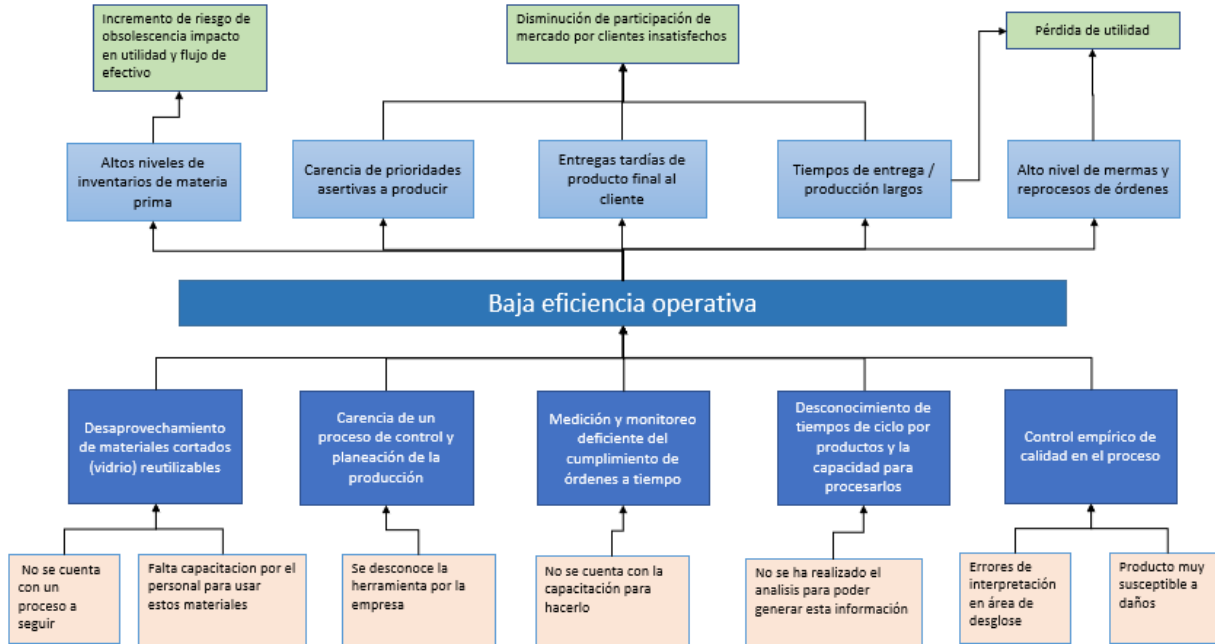 Incremento de riesgo de
obsolescencia impacto
en utilidad y flujo de
efectivo
Disminución de participación de
mercado por clientes insatisfechos
Pérdida de utilidad
Altos niveles de
inventarios de materia
prima
Carencia de prioridades
asertivas a producir
Entregas tardías de
producto final al
cliente
Tiempos de entrega /
producción largos
Alto nivel de mermas y
reprocesos de órdenes
Baja eficiencia operativa
Desaprovechamiento
de materiales cortados
(vidrio) reutilizables
Carencia de un
proceso de control y
planeación de la
producción
Medición y monitoreo
deficiente del
cumplimiento de
órdenes a tiempo
Desconocimiento de
tiempos de ciclo por
productos y la
capacidad para
procesarlos
Control empírico de
calidad en el proceso
No se cuenta
con un
proceso a
seguir
Falta capacitacion por el
personal para usar
estos materiales
Se desconoce la
herramienta por la
empresa
No se cuenta con la
capacitación para
hacerlo
No se ha realizado el
analisis para poder
generar esta información
Errores de
interpretación
en área de
desglose
Producto muy
susceptible a
daños